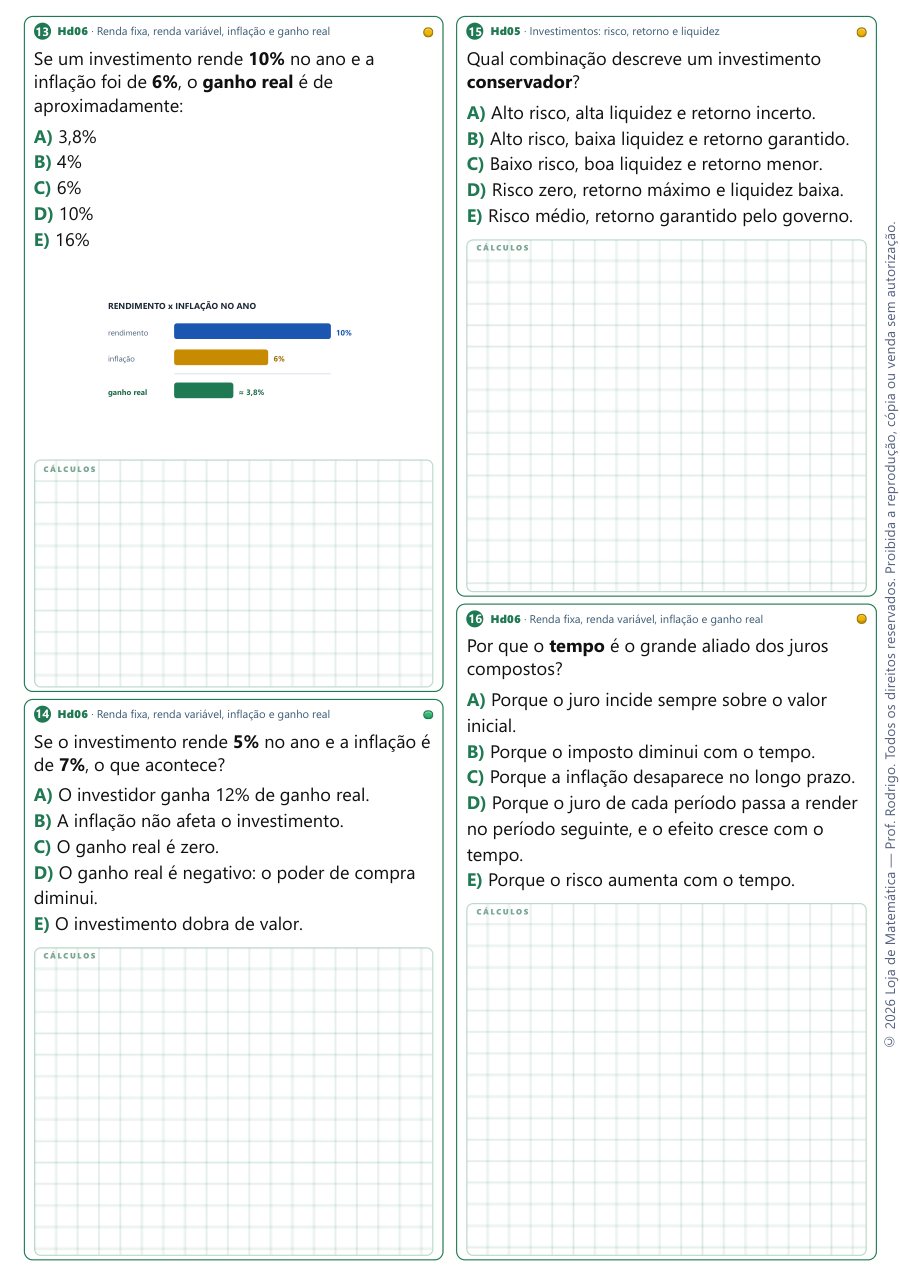 13 Hd06 · Renda fixa, renda variável, inflação e ganho real
Se um investimento rende 10% no ano e a
inflação foi de 6%, o ganho real é de
aproximadamente:
A) 3,8%
B) 4%
C) 6%
D) 10%
E) 16%
RENDIMENTO x INFLAÇÃO NO ANO
rendimento 10%
inflação 6%
ganho real ≈ 3,8%
CÁLCULOS
14 Hd06 · Renda fixa, renda variável, inflação e ganho real
Se o investimento rende 5% no ano e a inflação é
de 7%, o que acontece?
A) O investidor ganha 12% de ganho real.
B) A inflação não afeta o investimento.
C) O ganho real é zero.
D) O ganho real é negativo: o poder de compra
diminui.
E) O investimento dobra de valor.
CÁLCULOS
15 Hd05 · Investimentos: risco, retorno e liquidez
Qual combinação descreve um investimento
conservador?
A) Alto risco, alta liquidez e retorno incerto.
B) Alto risco, baixa liquidez e retorno garantido.
C) Baixo risco, boa liquidez e retorno menor.
D) Risco zero, retorno máximo e liquidez baixa.
E) Risco médio, retorno garantido pelo governo.
CÁLCULOS
16 Hd06 · Renda fixa, renda variável, inflação e ganho real
Por que o tempo é o grande aliado dos juros
compostos?
A) Porque o juro incide sempre sobre o valor
inicial.
B) Porque o imposto diminui com o tempo.
C) Porque a inflação desaparece no longo prazo.
D) Porque o juro de cada período passa a render
no período seguinte, e o efeito cresce com o
tempo.
E) Porque o risco aumenta com o tempo.
CÁLCULOS
© 2026 Loja de Matemática — Prof. Rodrigo. Todos os direitos reservados. Proibida a reprodução, cópia ou venda sem autorização.